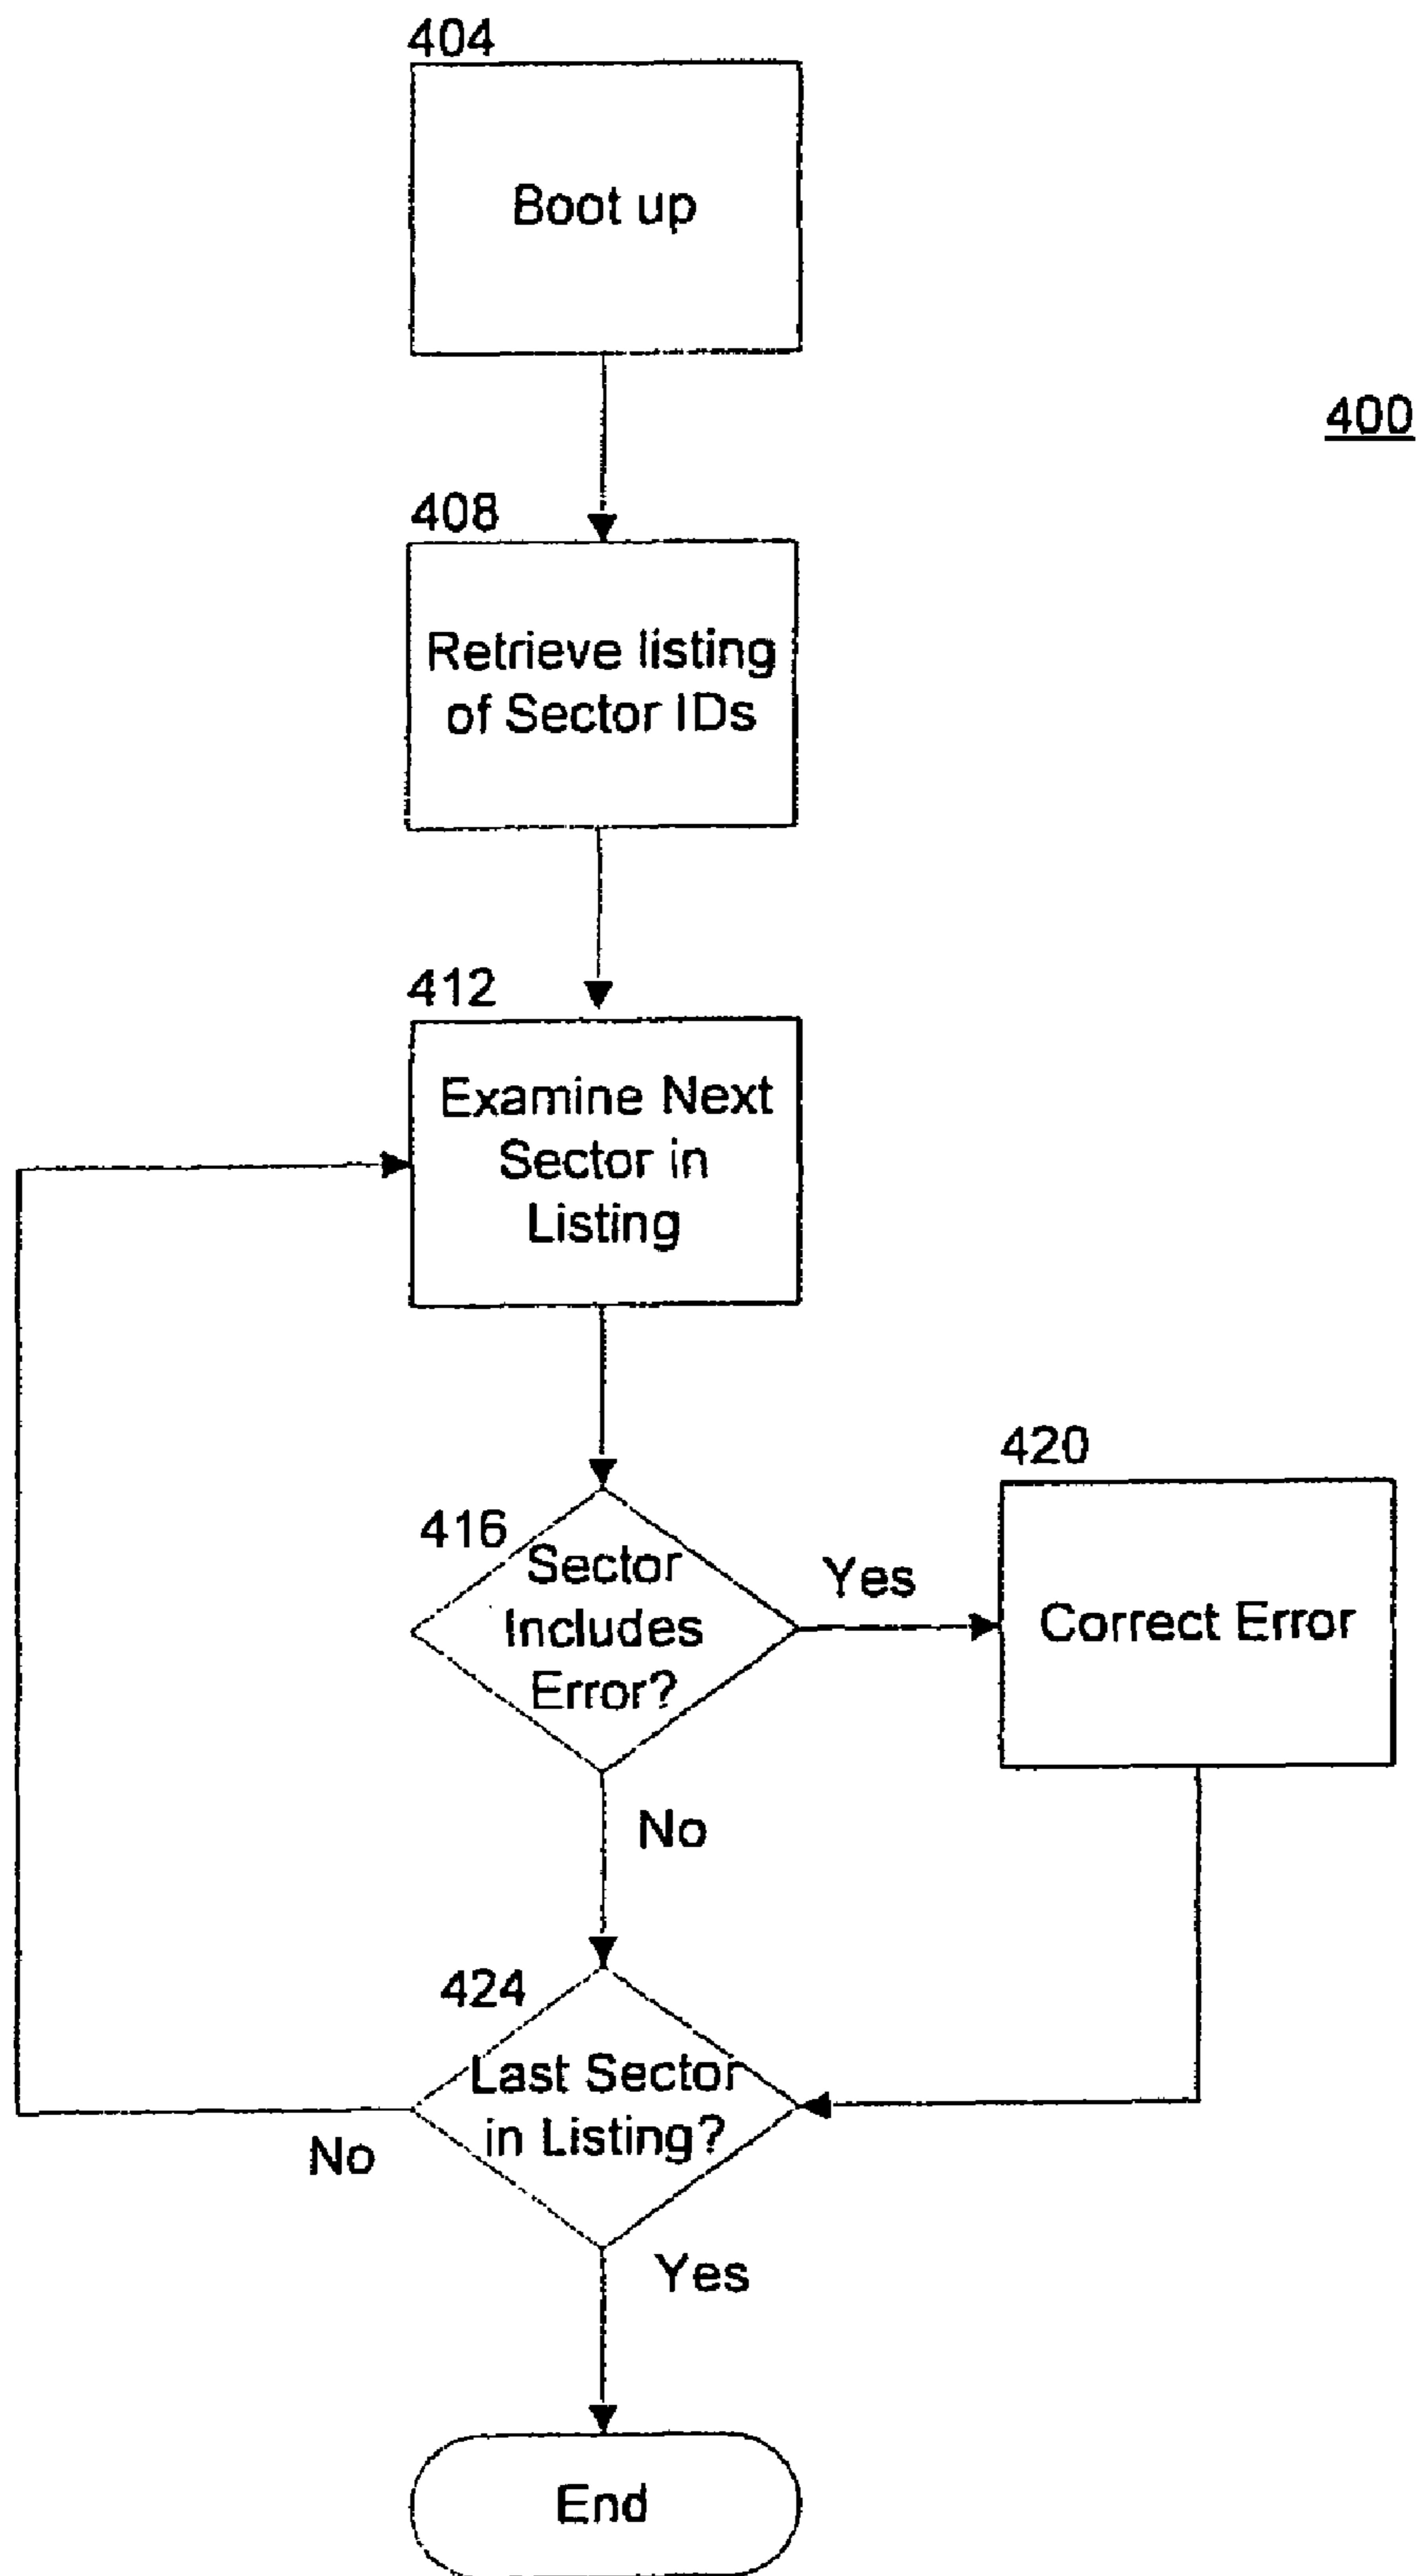 404
Boot up
400
408
Retrieve listing
of Sector IDs
412
Examine Next
Sector in
Listing
416
Sector
Includes
Error?
Yes
420
Correct Error
No
424
Last Sector
in Listing?
No
Yes
End